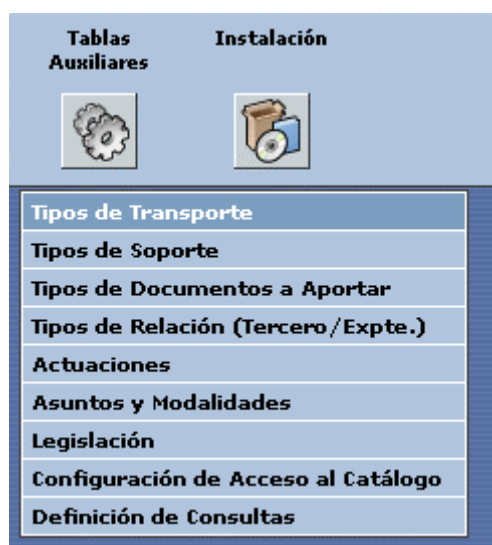 Tablas
Auxiliares
Instalación
Tipos de Transporte
Tipos de Soporte
Tipos de Documentos a Aportar
Tipos de Relación (Tercero/Expte.)
Actuaciones
Asuntos y Modalidades
Legislación
Configuración de Acceso al Catálogo
Definición de Consultas